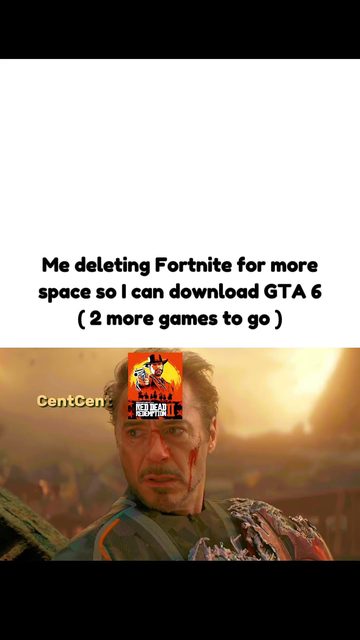 Me deleting Fortnite for more
space so I can download GTA 6
( 2 more games to go )
CentCent
RED DEAD
REDEMPTION II